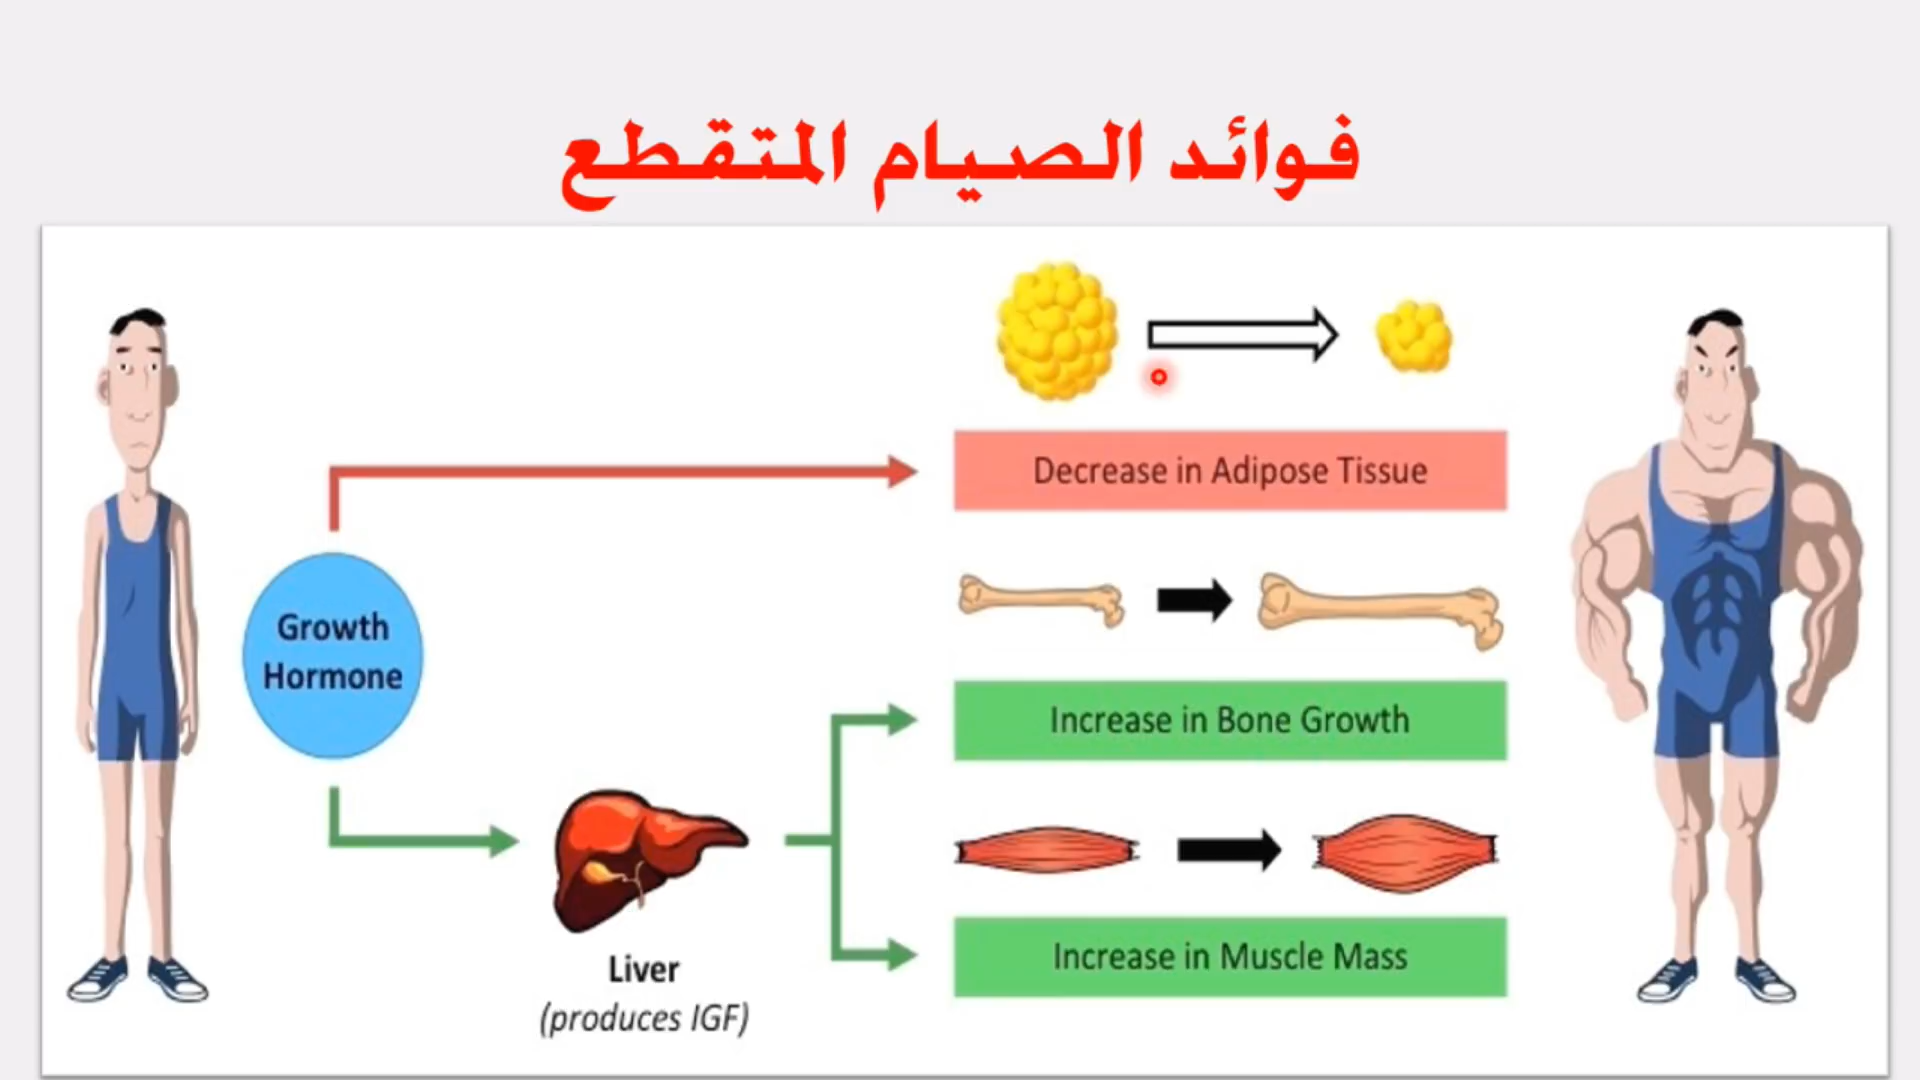 فوائد الصيام المتقطع
Decrease in Adipose Tissue
Growth
Hormone
Increase in Bone Growth
Liver
(produces IGF)
Increase in Muscle Mass